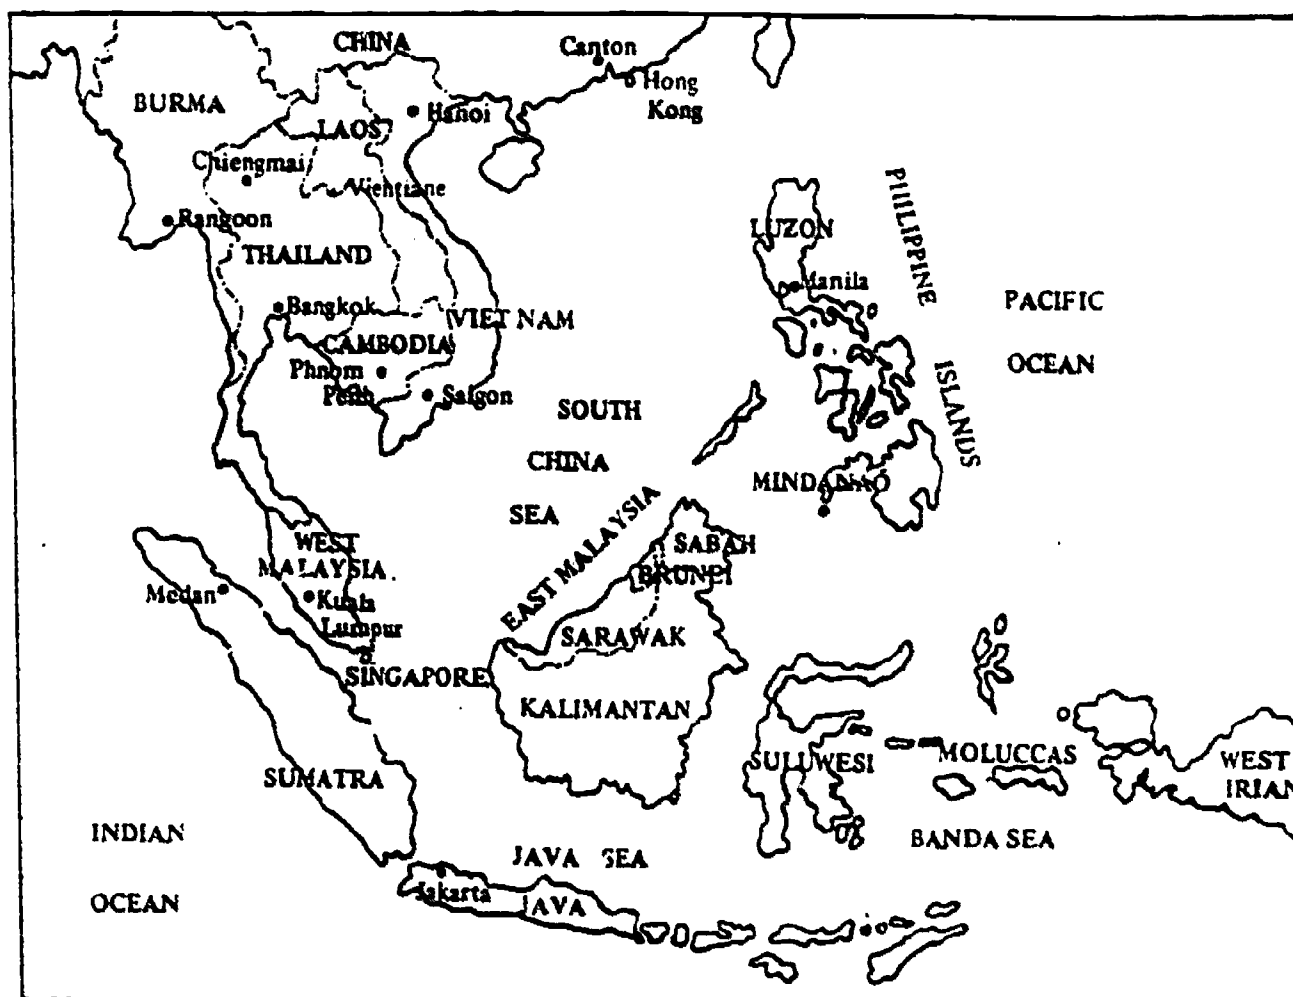 CHINA
Canton
Hong
Kong
BURMA
Hanoi
LAOS
Chiengmai
Vientiane
Rangoon
THAILAND
Bangkok
VIET NAM
CAMBODIA
Phnom
Penh
Saigon
LUZON
Manila
PHILIPPINE
ISLANDS
PACIFIC
OCEAN
SOUTH
CHINA
SEA
MINDANAO
EAST MALAYSIA
SABAH
BRUNEI
SARAWAK
KALIMANTAN
WEST
MALAYSIA
Medan
Kuala
Lumpur
SINGAPORE
SUMATRA
SULUWESI
MOLUCCAS
WEST
IRIAN
BANDA SEA
INDIAN
OCEAN
JAVA SEA
Jakarta
JAVA